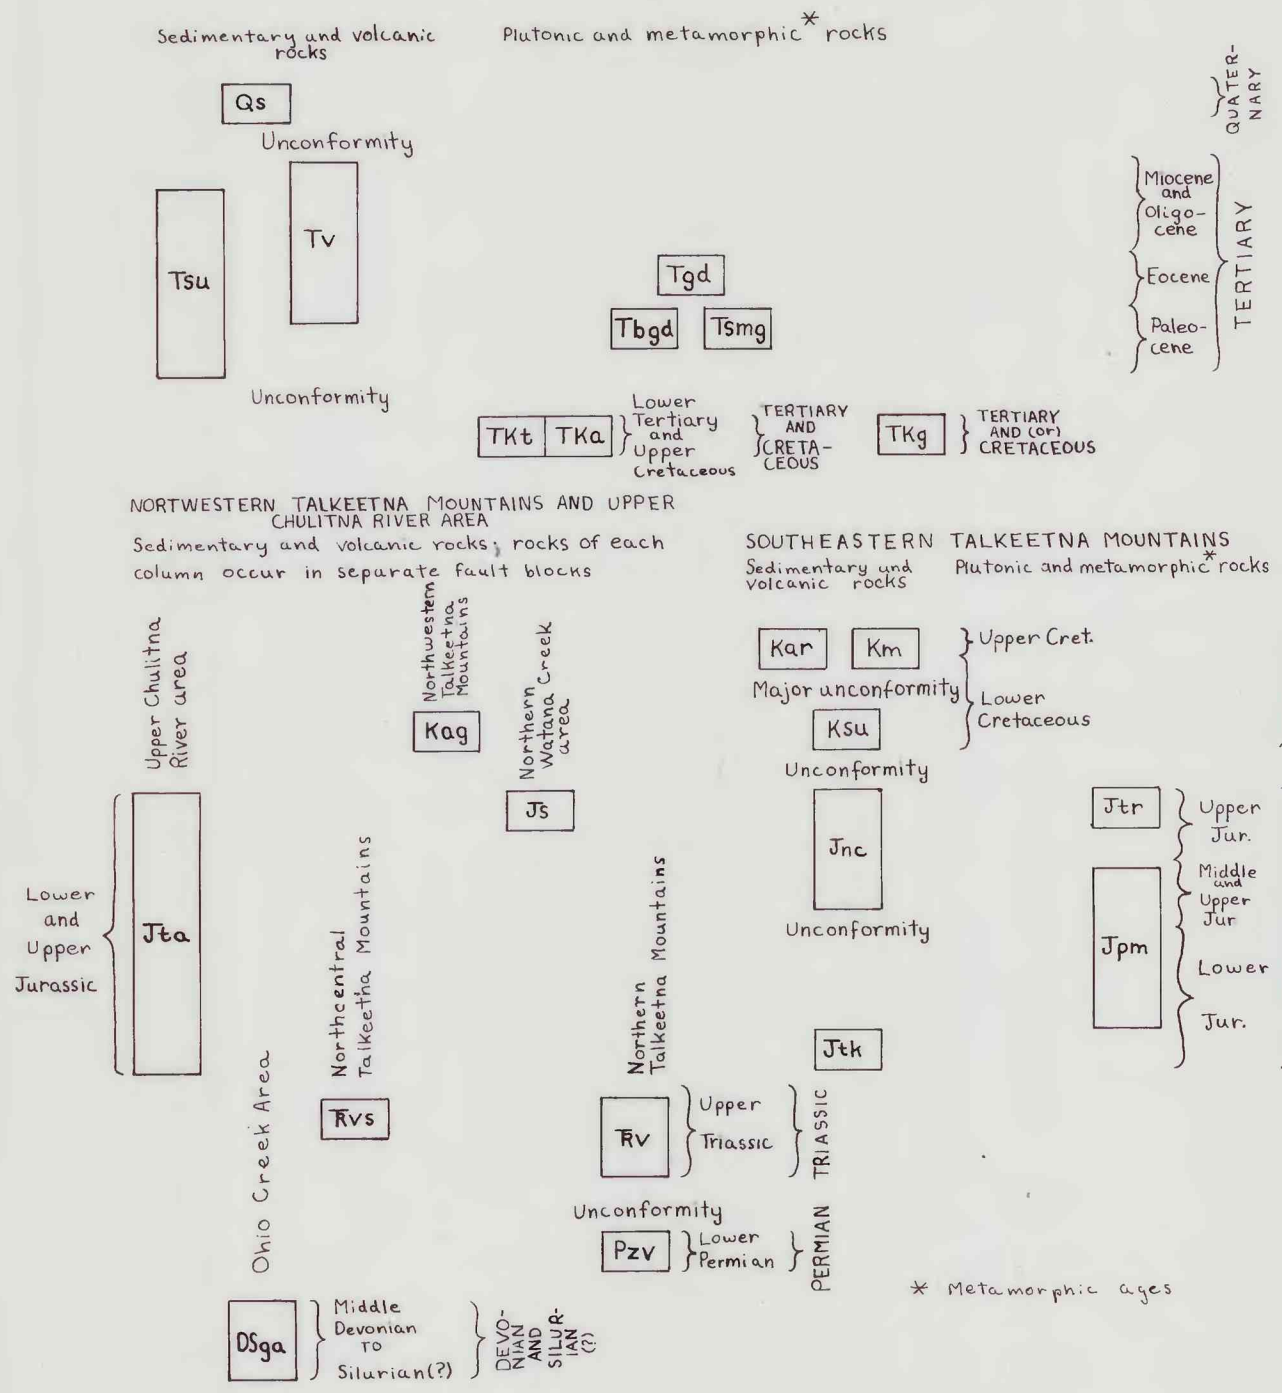 Sedimentary and volcanic
rocks
Plutonic and metamorphic* rocks
Qs
QUATER-
NARY
Unconformity
Tsu
Tv
Tgd
Tbgd
Tsmg
Miocene
and
Oligo-
cene
Eocene
Paleo-
cene
TERTIARY
Unconformity
TKt
TKa
Lower
Tertiary
and
Upper
Cretaceous
TERTIARY
AND
CRETA-
CEOUS
TKg
TERTIARY
AND (or)
CRETACEOUS
NORTWESTERN TALKEETNA MOUNTAINS AND UPPER
CHULITNA RIVER AREA
Sedimentary and volcanic rocks; rocks of each
column occur in separate fault blocks
Upper Chulitna
River area
Jta
Lower
and
Upper
Jurassic
Ohio Creek Area
DSga
Middle
Devonian
TO
Silurian(?)
DEVO-
NIAN
AND
SILUR-
IAN
(?)
Northcentral
Talkeetna Mountains
TRvs
Northwestern
Talkeetna
Mountains
Kag
Northern
Watana Creek
area
Js
Northern
Talkeetna Mountains
TRv
Upper
Triassic
TRIASSIC
Unconformity
Pzv
Lower
Permian
PERMIAN
SOUTHEASTERN TALKEETNA MOUNTAINS
Sedimentary and
volcanic rocks
Plutonic and metamorphic* rocks
Kar
Km
Upper Cret.
Major unconformity
Lower
Cretaceous
Ksu
Unconformity
Jnc
Unconformity
Jtk
Jtr
Jpm
Upper
Jur.
Middle
and
Upper
Jur
Lower
Jur.
* Metamorphic ages